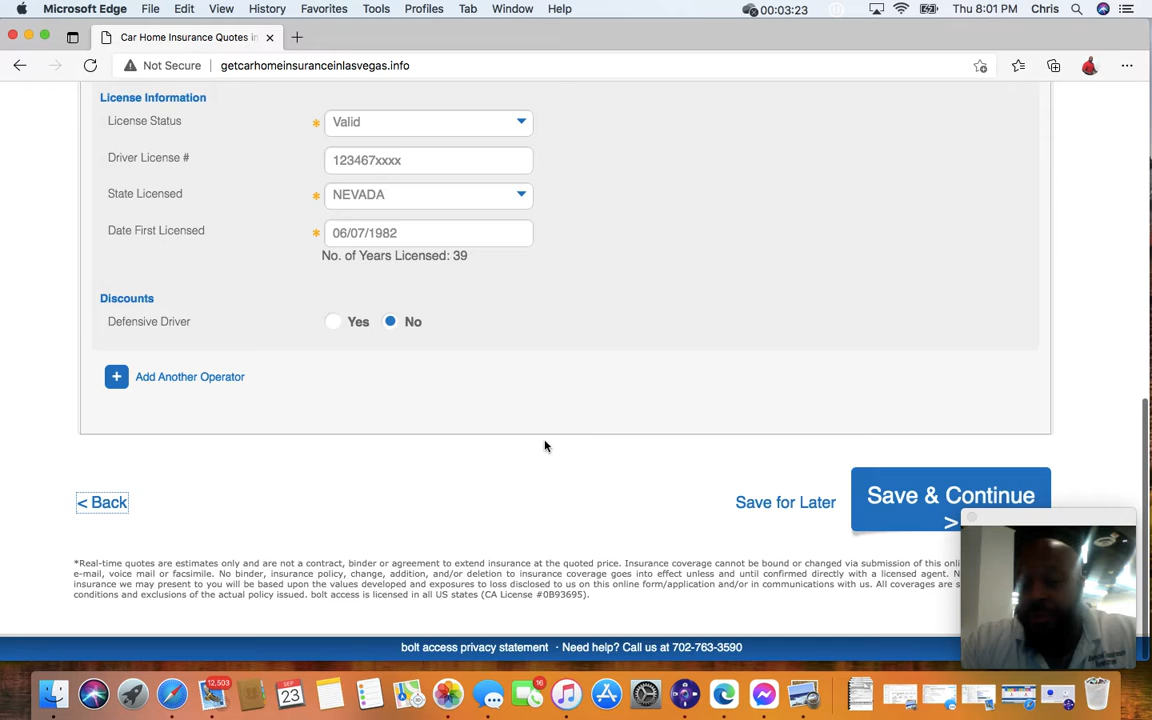 Microsoft Edge File Edit View History Favorites Tools Profiles Tab Window Help 00:03:23 Thu 8:01 PM Chris
Car Home Insurance Quotes in
Not Secure getcarhomeinsuranceinlasvegas.info
License Information
License Status * Valid
Driver License # 123467xxxx
State Licensed * NEVADA
Date First Licensed * 06/07/1982
No. of Years Licensed: 39
Discounts
Defensive Driver Yes No
+ Add Another Operator
< Back Save for Later Save & Continue
>
*Real-time quotes are estimates only and are not a contract, binder or agreement to extend insurance at the quoted price. Insurance coverage cannot be bound or changed via submission of this onli
e-mail, voice mail or facsimile. No binder, insurance policy, change, addition, and/or deletion to insurance coverage goes into effect unless and until confirmed directly with a licensed agent. N
insurance we may present to you will be based upon the values developed and exposures to loss disclosed to us on this online form/application and/or in communications with us. All coverages are s
conditions and exclusions of the actual policy issued. bolt access is licensed in all US states (CA License #0B93695).
bolt access privacy statement · Need help? Call us at 702-763-3590
12,503
SEP
23
16